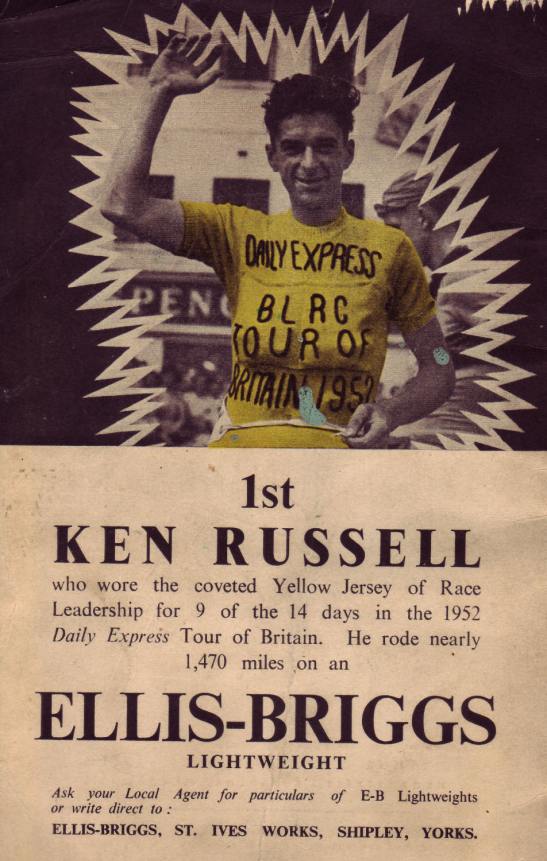 PEN
DAILY EXPRESS
BLRC
TOUR OF
BRITAIN 1952
1st
KEN RUSSELL
who wore the coveted Yellow Jersey of Race
Leadership for 9 of the 14 days in the 1952
Daily Express Tour of Britain. He rode nearly
1,470 miles on an
ELLIS-BRIGGS
LIGHTWEIGHT
Ask your Local Agent for particulars of E-B Lightweights
or write direct to :
ELLIS-BRIGGS, ST. IVES WORKS, SHIPLEY, YORKS.